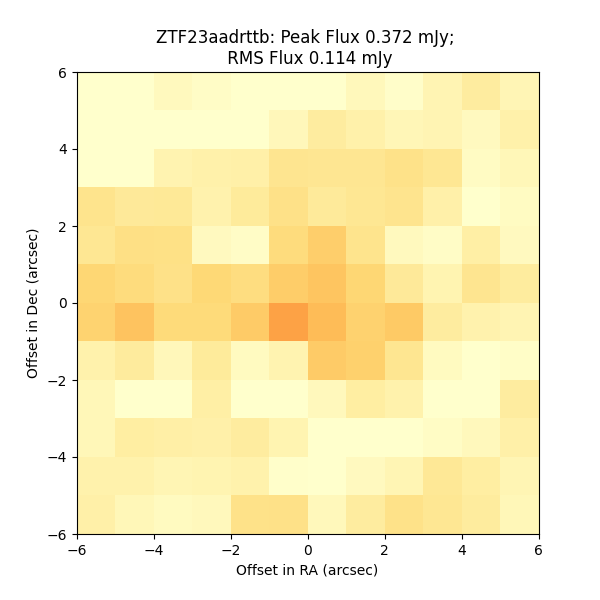 ZTF23aadrttb: Peak Flux 0.372 mJy;
RMS Flux 0.114 mJy
6
4
2
0
−2
−4
−6
Offset in Dec (arcsec)
−6 −4 −2 0 2 4 6
Offset in RA (arcsec)